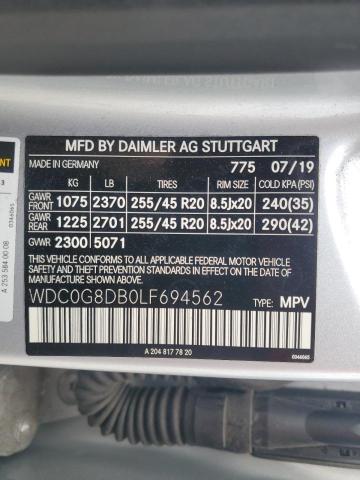 MFD BY DAIMLER AG STUTTGART
MADE IN GERMANY 775 07/19
KG LB TIRES RIM SIZE COLD KPA(PSI)
GAWR FRONT 1075 2370 255/45 R20 8.5Jx20 240(35)
GAWR REAR 1225 2701 255/45 R20 8.5Jx20 290(42)
GVWR 2300 5071
THIS VEHICLE CONFORMS TO ALL APPLICABLE FEDERAL MOTOR VEHICLE
SAFETY STANDARDS IN EFFECT ON THE DATE OF MANUFACTURE SHOWN
ABOVE.
WDC0G8DB0LF694562 TYPE: MPV
A 204 817 78 20
0346065
A 253 584 00 08
0346065